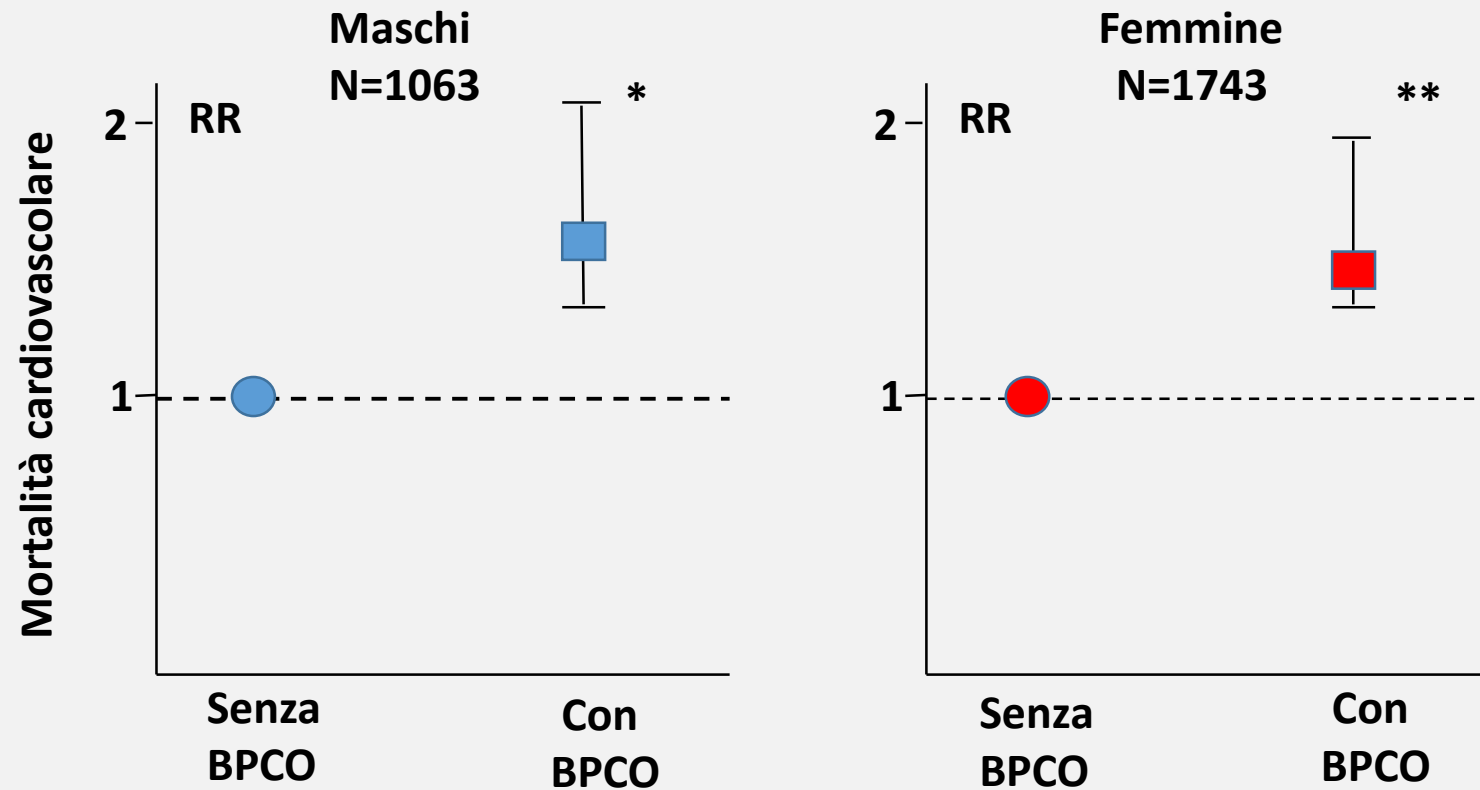 Maschi
N=1063
*
2
RR
Mortalità cardiovascolare
1
Senza
BPCO
Con
BPCO
Femmine
N=1743
**
2
RR
1
Senza
BPCO
Con
BPCO